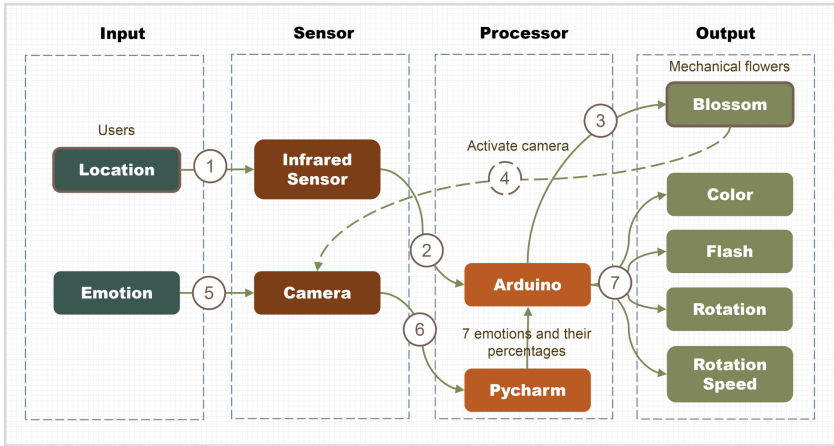 Input
Sensor
Processor
Output
Mechanical flowers
Users
Location
1
Infrared
Sensor
2
3
Blossom
Activate camera
4
Emotion
5
Camera
6
Arduino
7 emotions and their
percentages
Pycharm
7
Color
Flash
Rotation
Rotation
Speed